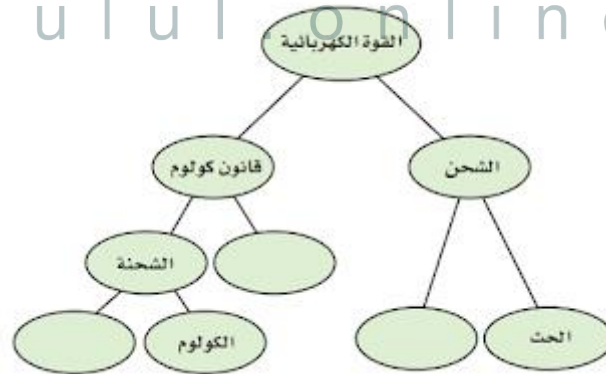 ulul.online
القوة الكهربائية
قانون كولوم
الشحن
الشحنة
الكولوم
الحث